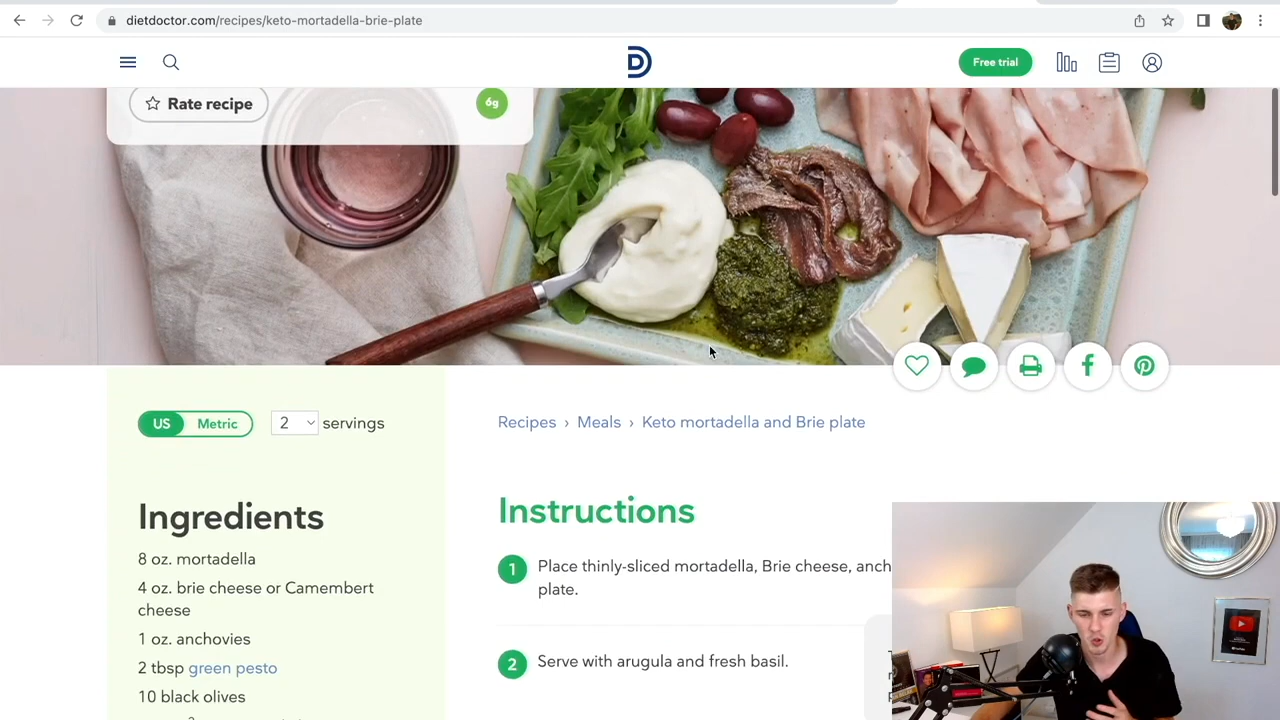 dietdoctor.com/recipes/keto-mortadella-brie-plate
D
Free trial
Rate recipe
6g
US
Metric
2
servings
Recipes › Meals › Keto mortadella and Brie plate
Ingredients
8 oz. mortadella
4 oz. brie cheese or Camembert
cheese
1 oz. anchovies
2 tbsp green pesto
10 black olives
Instructions
1
Place thinly-sliced mortadella, Brie cheese, anch
plate.
2
Serve with arugula and fresh basil.